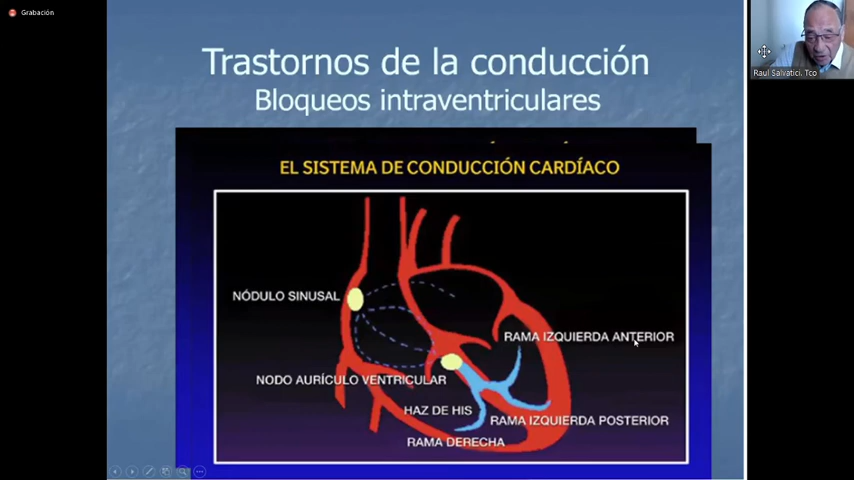 Grabación
Trastornos de la conducción
Bloqueos intraventriculares
EL SISTEMA DE CONDUCCIÓN CARDÍACO
NÓDULO SINUSAL
RAMA IZQUIERDA ANTERIOR
NODO AURÍCULO VENTRICULAR
HAZ DE HIS
RAMA IZQUIERDA POSTERIOR
RAMA DERECHA
Raul Salvatici. Tco